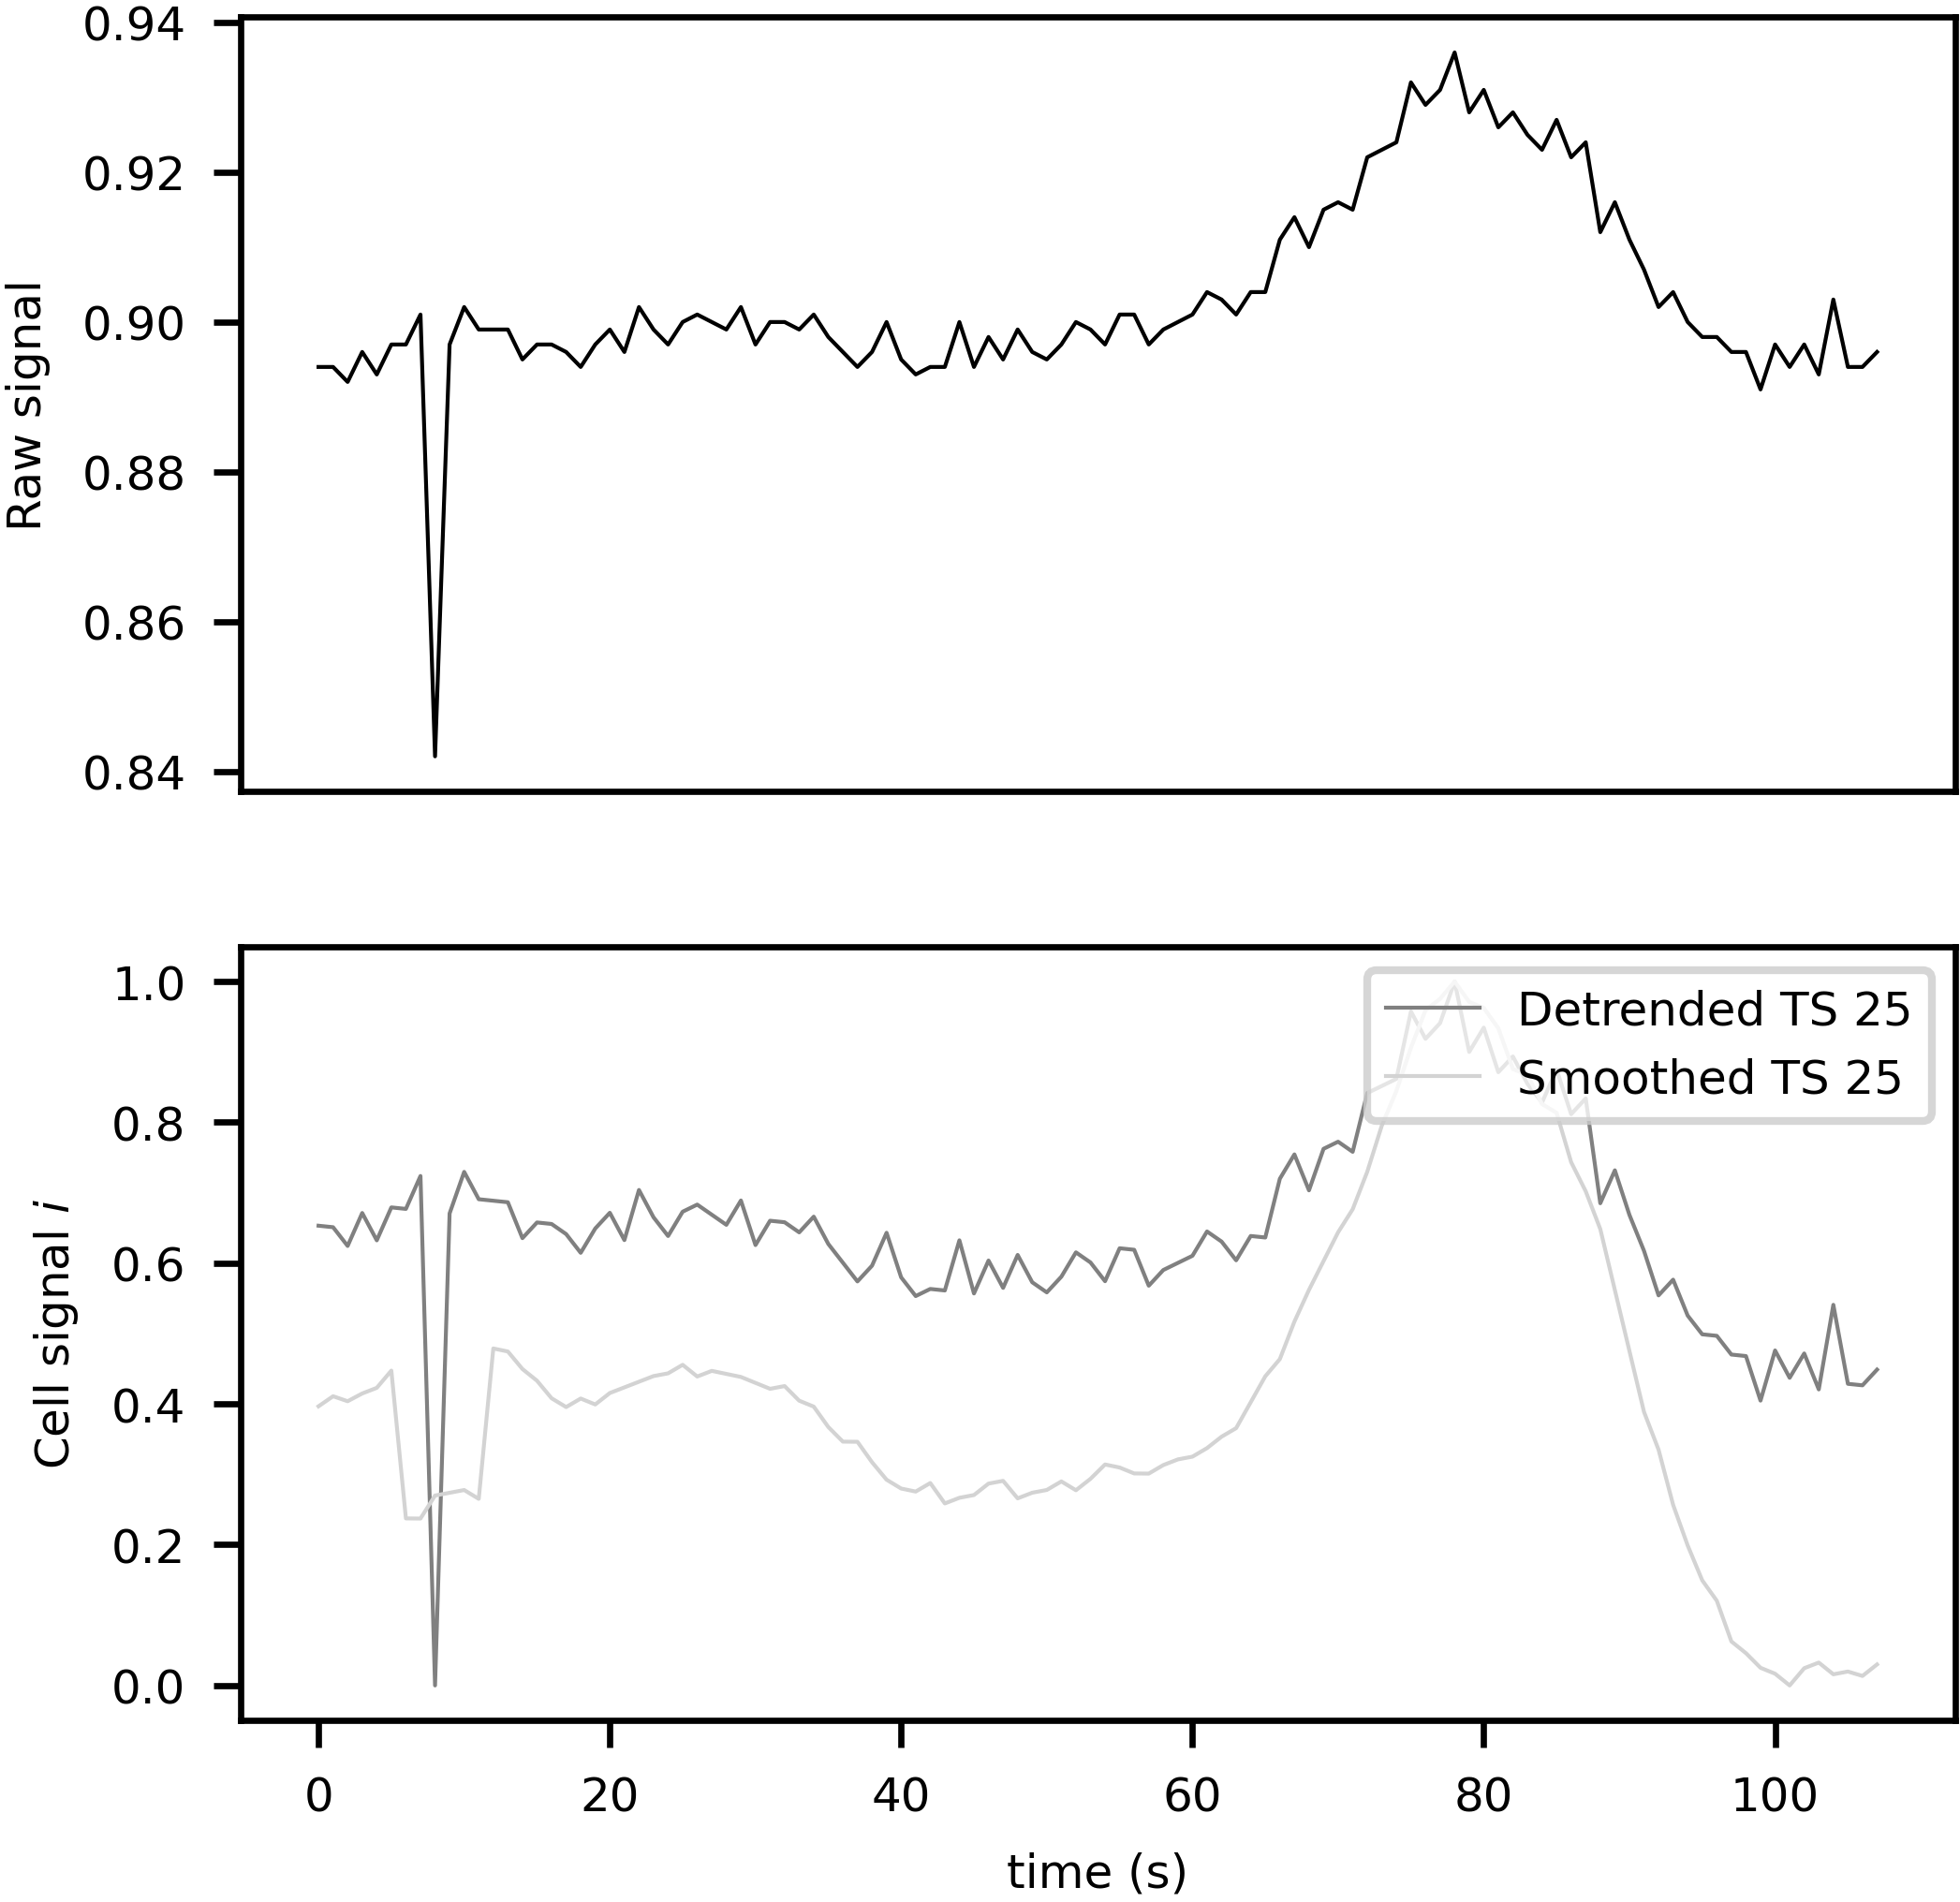 0.94
0.92
0.90
0.88
0.86
0.84
Raw signal
1.0
0.8
0.6
0.4
0.2
0.0
Cell signal i
Detrended TS 25
Smoothed TS 25
0 20 40 60 80 100
time (s)